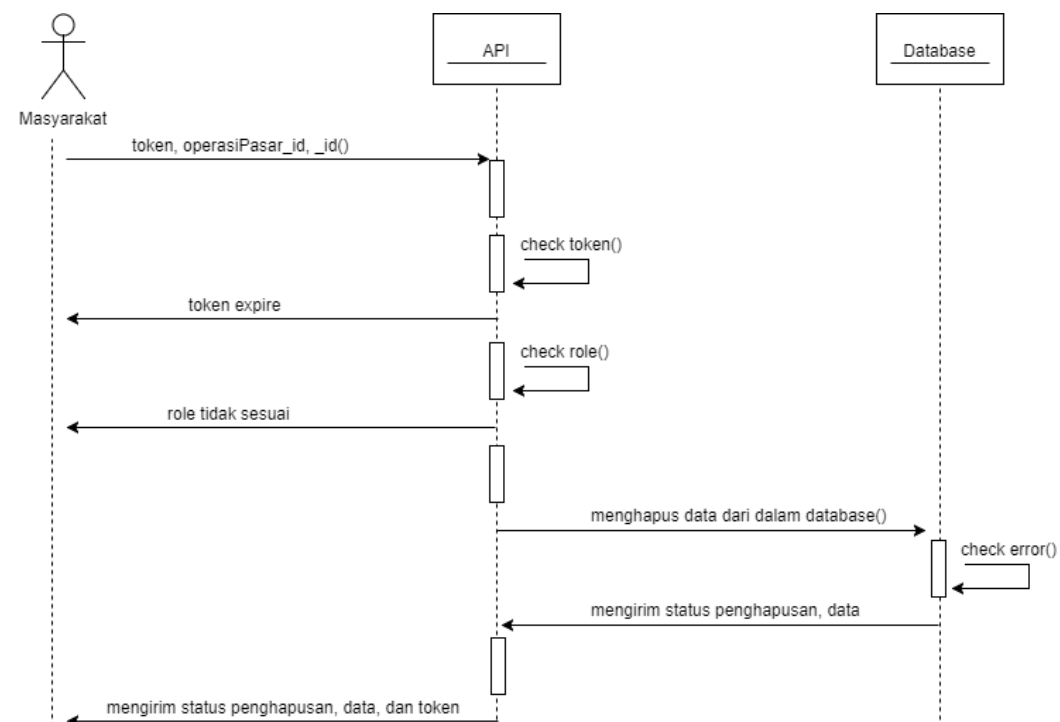 API
Database
Masyarakat
token, operasiPasar_id, _id()
check token()
token expire
check role()
role tidak sesuai
menghapus data dari dalam database()
check error()
mengirim status penghapusan, data
mengirim status penghapusan, data, dan token